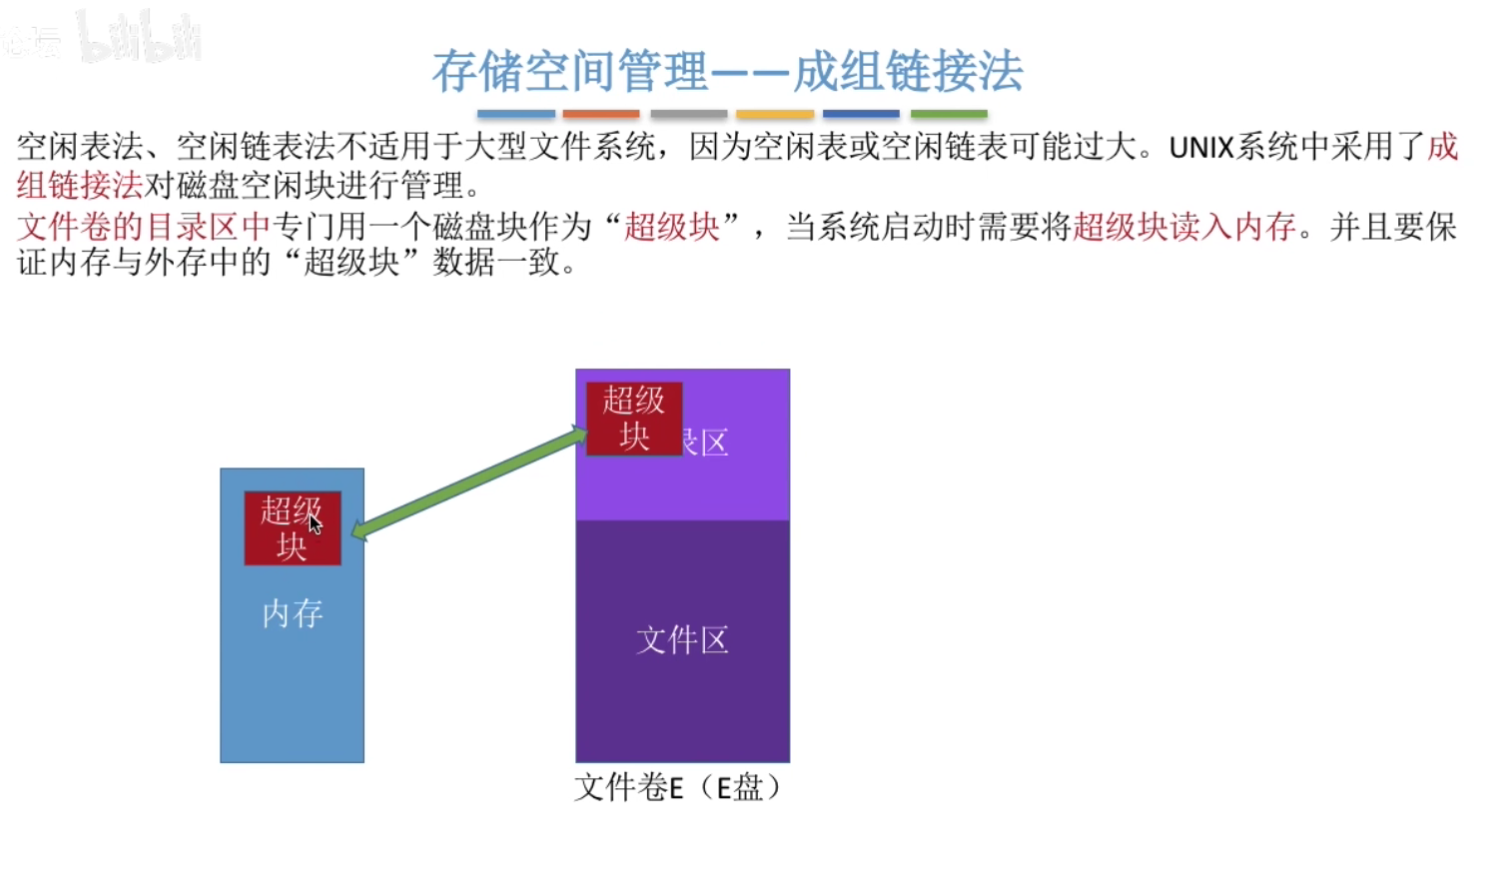 bilibili
存储空间管理——成组链接法
空闲表法、空闲链表法不适用于大型文件系统，因为空闲表或空闲链表可能过大。UNIX系统中采用了成
组链接法对磁盘空闲块进行管理。
文件卷的目录区中专门用一个磁盘块作为“超级块”，当系统启动时需要将超级块读入内存。并且要保
证内存与外存中的“超级块”数据一致。
超级
块
录区
超级
块
内存
文件区
文件卷E（E盘）